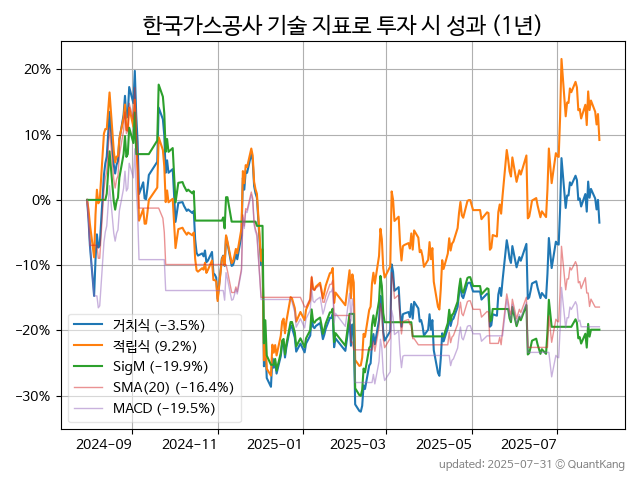 한국가스공사 기술 지표로 투자 시 성과 (1년)
20%
10%
0%
−10%
−20%
−30%
거치식 (−3.5%)
적립식 (9.2%)
SigM (−19.9%)
SMA(20) (−16.4%)
MACD (−19.5%)
2024-09
2024-11
2025-01
2025-03
2025-05
2025-07
updated: 2025-07-31 © QuantKang